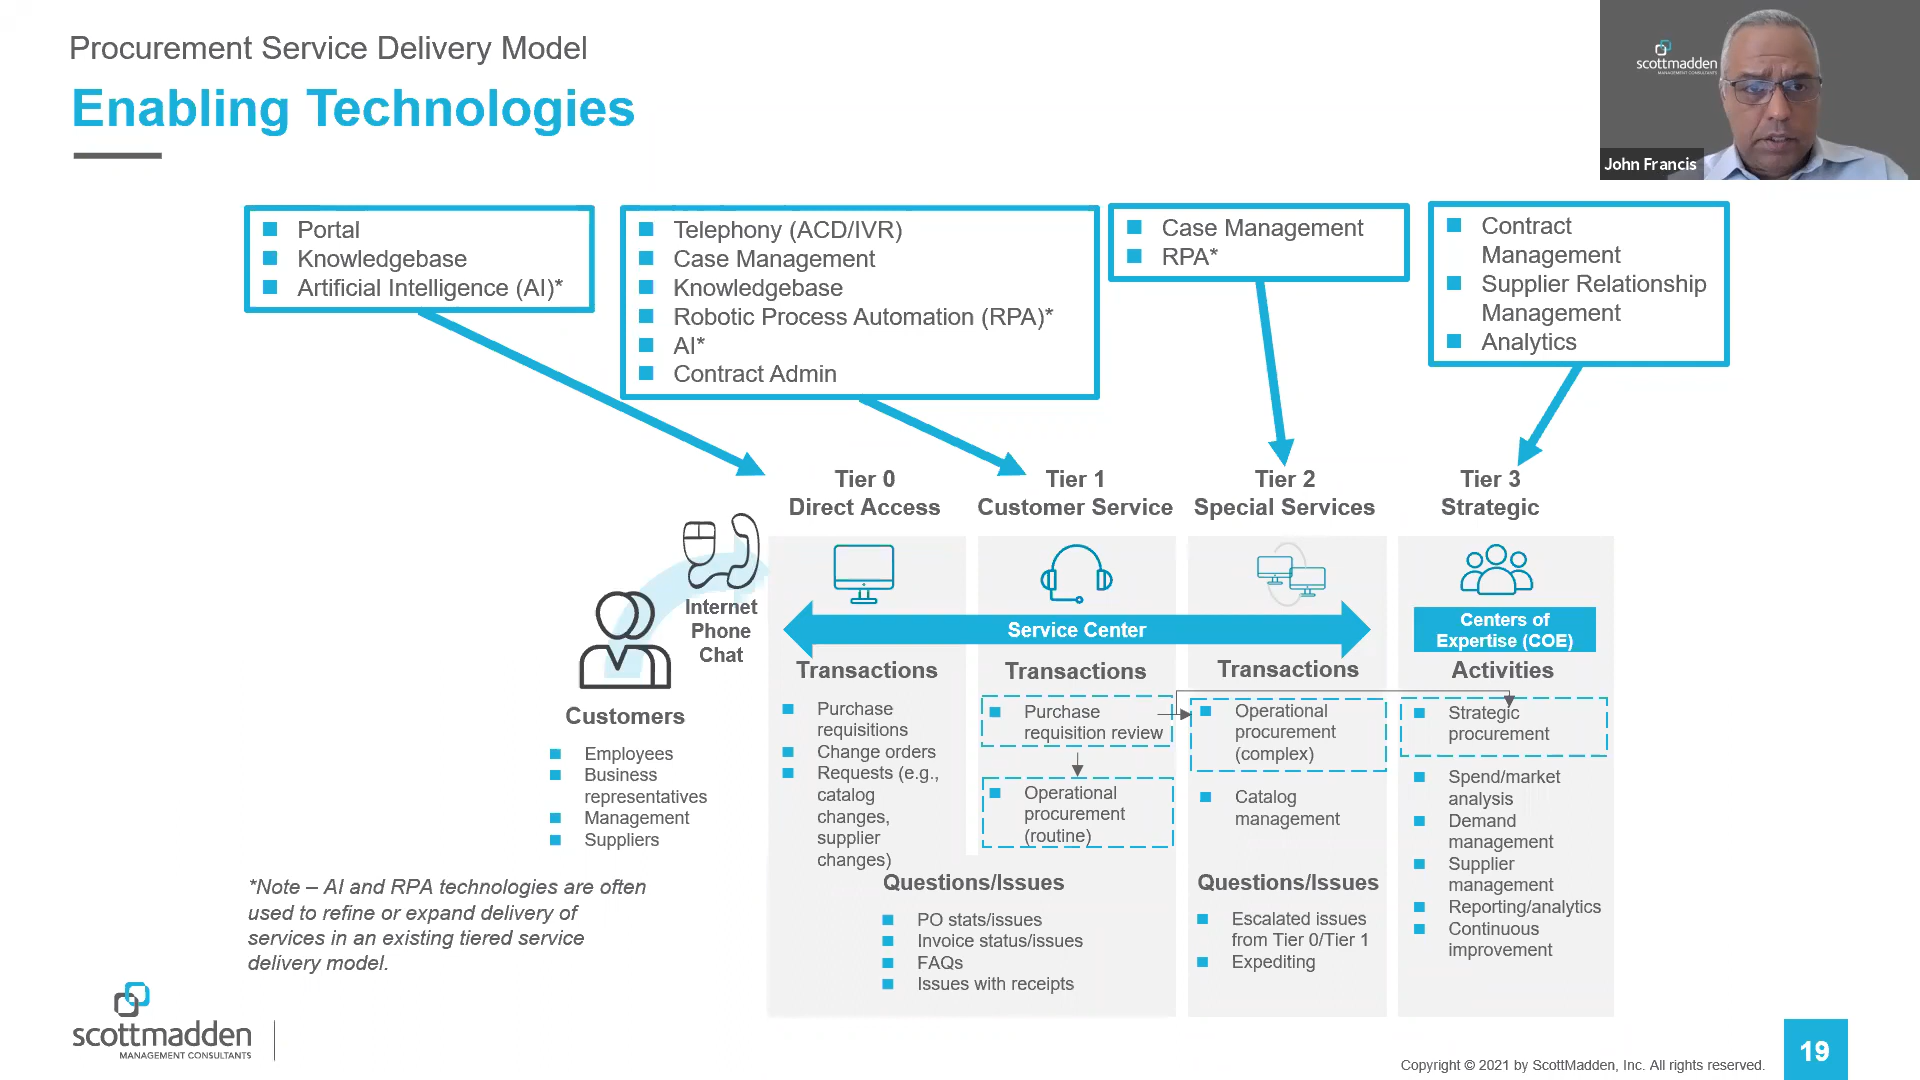 Procurement Service Delivery Model
Enabling Technologies
scottmadden
MANAGEMENT CONSULTANTS
John Francis
Portal
Knowledgebase
Artificial Intelligence (AI)*
Telephony (ACD/IVR)
Case Management
Knowledgebase
Robotic Process Automation (RPA)*
AI*
Contract Admin
Case Management
RPA*
Contract
Management
Supplier Relationship
Management
Analytics
Tier 0
Direct Access
Tier 1
Customer Service
Tier 2
Special Services
Tier 3
Strategic
Internet
Phone
Chat
Customers
Employees
Business
representatives
Management
Suppliers
Service Center
Centers of
Expertise (COE)
Transactions
Purchase
requisitions
Change orders
Requests (e.g.,
catalog
changes,
supplier
changes)
Transactions
Purchase
requisition review
Operational
procurement
(routine)
Questions/Issues
PO stats/issues
Invoice status/issues
FAQs
Issues with receipts
Transactions
Operational
procurement
(complex)
Catalog
management
Questions/Issues
Escalated issues
from Tier 0/Tier 1
Expediting
Activities
Strategic
procurement
Spend/market
analysis
Demand
management
Supplier
management
Reporting/analytics
Continuous
improvement
*Note – AI and RPA technologies are often
used to refine or expand delivery of
services in an existing tiered service
delivery model.
scottmadden
MANAGEMENT CONSULTANTS
Copyright © 2021 by ScottMadden, Inc. All rights reserved.
19